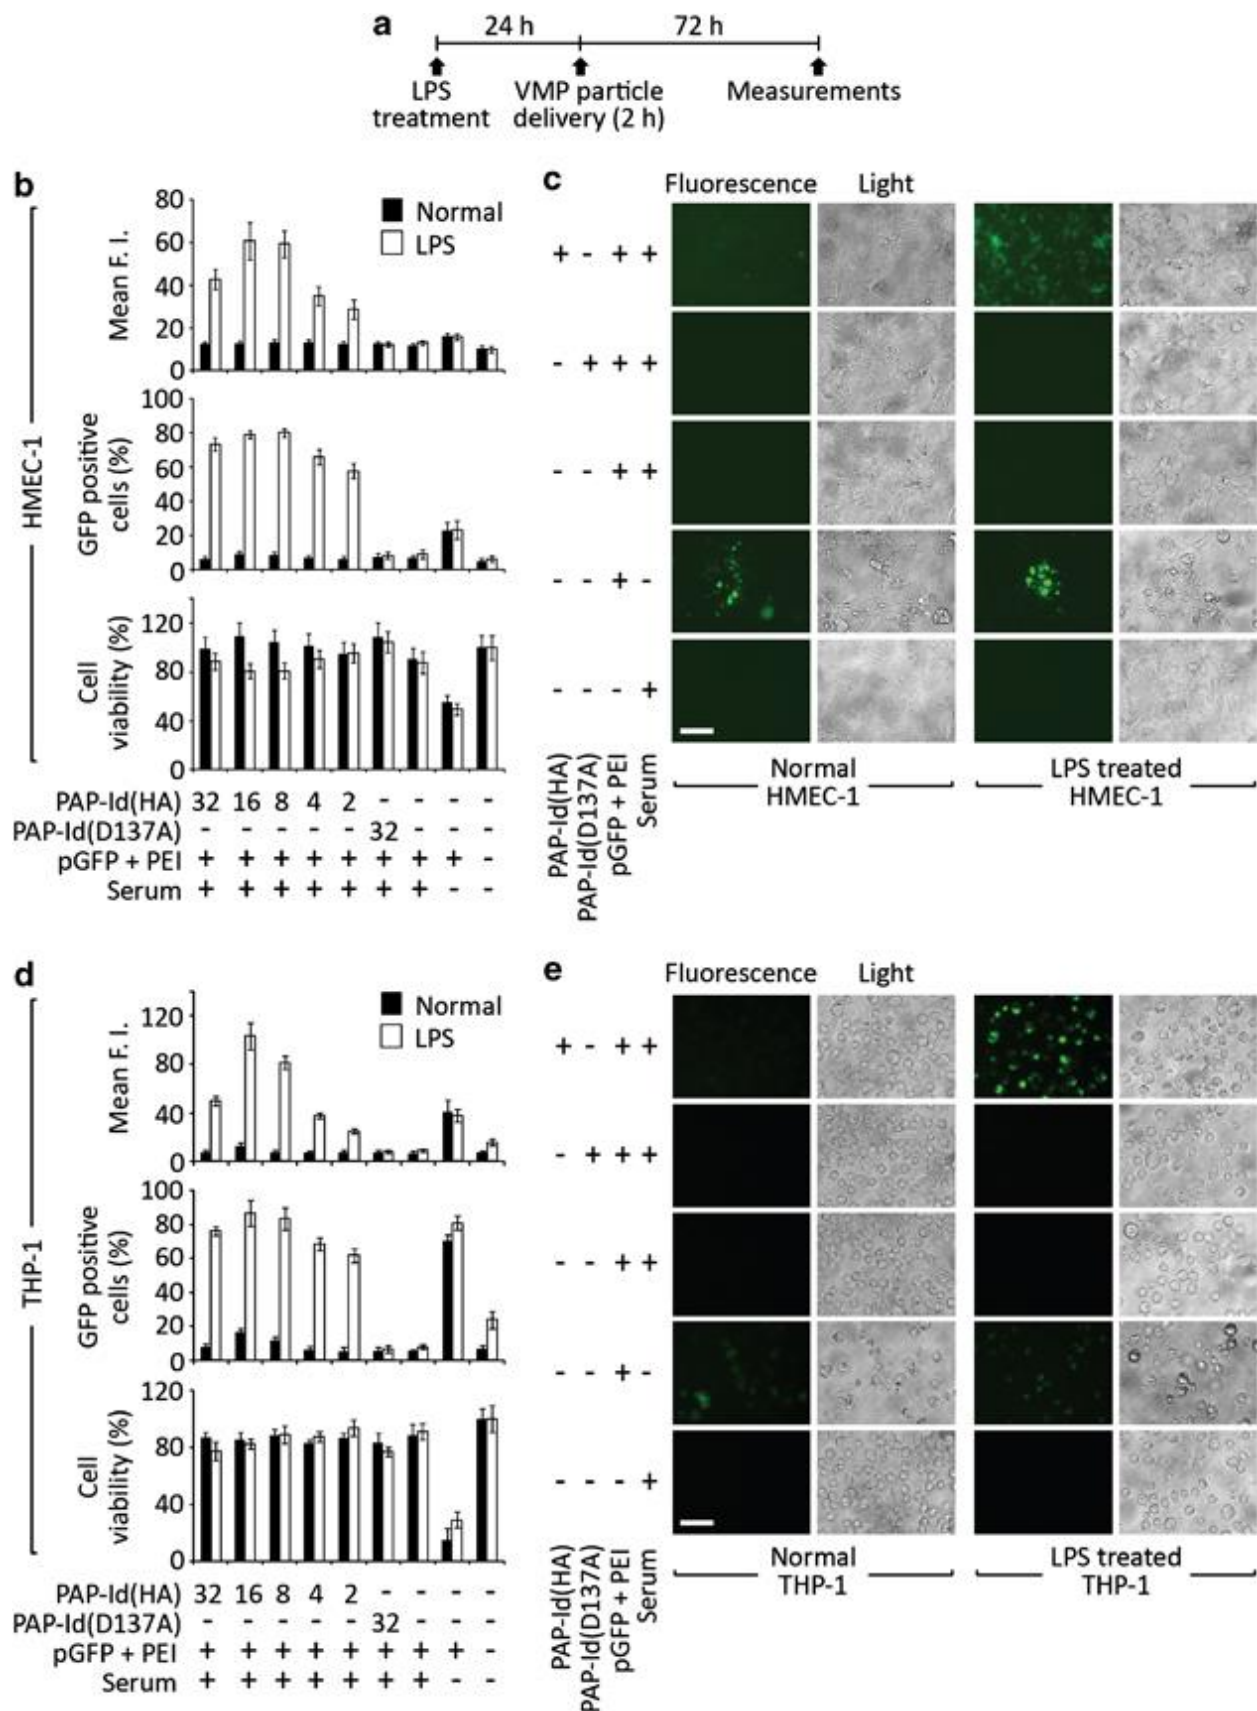 a
24 h 72 h
LPS VMP particle Measurements
treatment delivery (2 h)
b
HMEC-1
Mean F. I.
80
60
40
20
0
Normal
LPS
GFP positive
cells (%)
100
80
60
40
20
0
Cell
viability (%)
120
80
40
0
PAP-Id(HA) 32 16 8 4 2 - - - -
PAP-Id(D137A) - - - - - 32 - - -
pGFP + PEI + + + + + + + + -
Serum + + + + + + + - -
c
Fluorescence Light
+ - + +
- + + +
- - + +
- - + -
- - - +
PAP-Id(HA)
PAP-Id(D137A)
pGFP + PEI
Serum
Normal
HMEC-1
LPS treated
HMEC-1
d
THP-1
Mean F. I.
120
80
40
0
Normal
LPS
GFP positive
cells (%)
100
80
60
40
20
0
Cell
viability (%)
120
80
40
0
PAP-Id(HA) 32 16 8 4 2 - - - -
PAP-Id(D137A) - - - - - 32 - - -
pGFP + PEI + + + + + + + + -
Serum + + + + + + + - -
e
Fluorescence Light
+ - + +
- + + +
- - + +
- - + -
- - - +
PAP-Id(HA)
PAP-Id(D137A)
pGFP + PEI
Serum
Normal
THP-1
LPS treated
THP-1